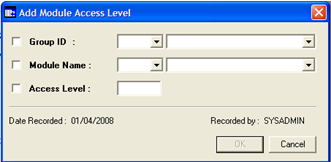 Add Module Access Level
Group ID :
Module Name :
Access Level :
Date Recorded : 01/04/2008 Recorded by : SYSADMIN
OK Cancel